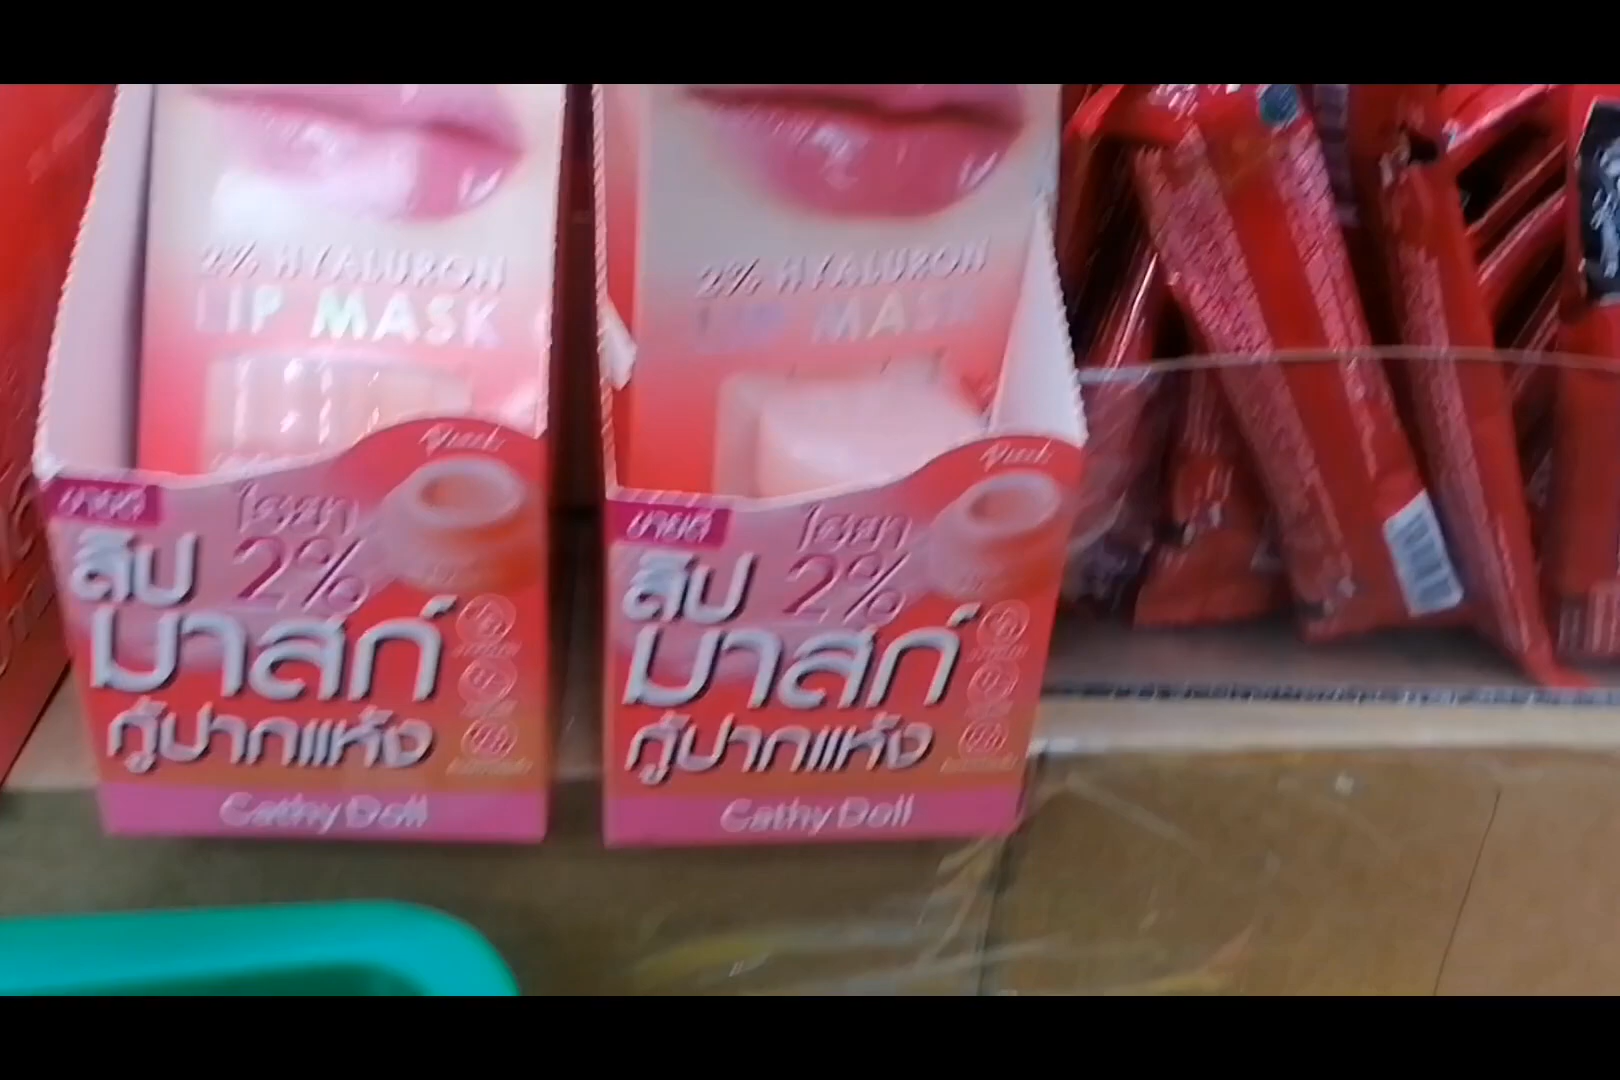 2% HYALURON
LIP MASK
ขายดี
ไฮยา
2%
ลิป
มาสก์
กู้ปากแห้ง
Cathy Doll
2% HYALURON
LIP MASK
ขายดี
ไฮยา
2%
ลิป
มาสก์
กู้ปากแห้ง
Cathy Doll